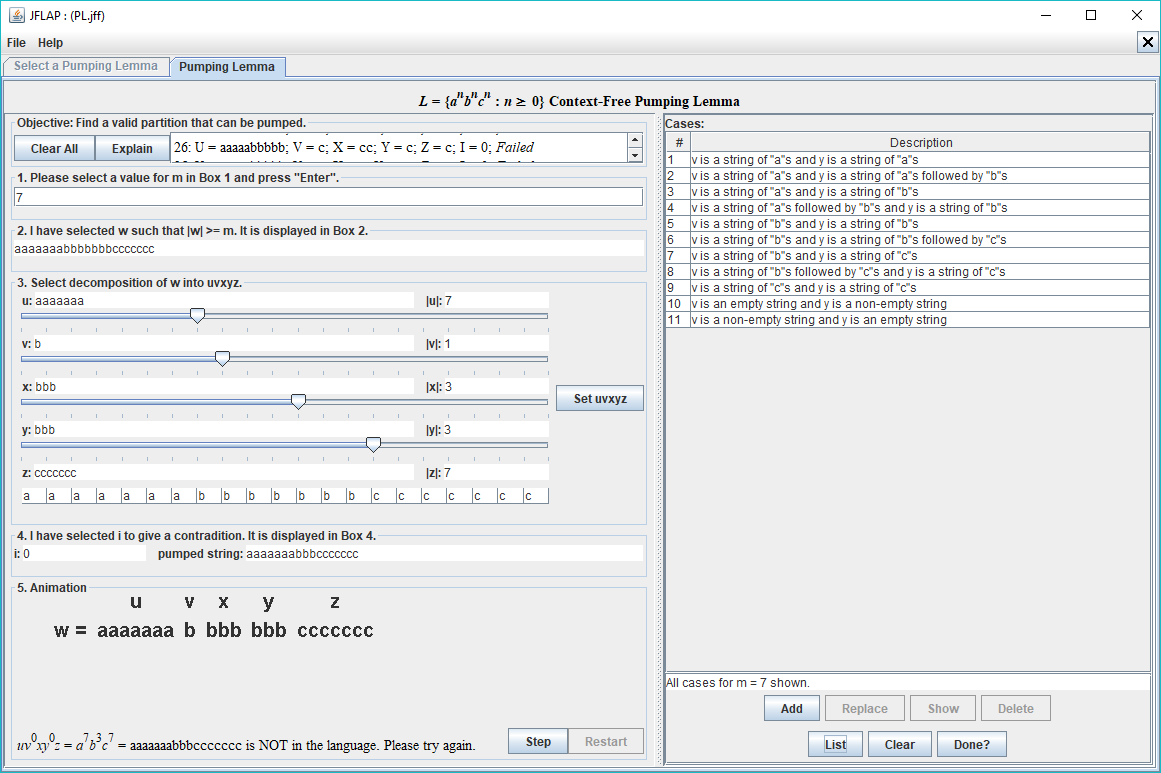 JFLAP : (PL.jff)
File Help
Select a Pumping Lemma Pumping Lemma
L = {aⁿbⁿcⁿ : n ≥ 0} Context-Free Pumping Lemma
Objective: Find a valid partition that can be pumped.
Clear All Explain 26: U = aaaaabbbbb; V = c; X = cc; Y = c; Z = c; I = 0; Failed
1. Please select a value for m in Box 1 and press "Enter".
7
2. I have selected w such that |w| >= m. It is displayed in Box 2.
aaaaaaabbbbbbbccccccc
3. Select decomposition of w into uvxyz.
u: aaaaaaa |u|: 7
v: b |v|: 1
x: bbb |x|: 3
Set uvxyz
y: bbb |y|: 3
z: ccccccc |z|: 7
a a a a a a a b b b b b b b c c c c c c c
4. I have selected i to give a contradition. It is displayed in Box 4.
i: 0 pumped string: aaaaaaabbbccccccc
5. Animation
u v x y z
w = aaaaaaa b bbb bbb ccccccc
uv⁰xy⁰z = a⁷b³c⁷ = aaaaaaabbbccccccc is NOT in the language. Please try again.
Step Restart
Cases:
# Description
1 v is a string of "a"s and y is a string of "a"s
2 v is a string of "a"s and y is a string of "a"s followed by "b"s
3 v is a string of "a"s and y is a string of "b"s
4 v is a string of "a"s followed by "b"s and y is a string of "b"s
5 v is a string of "b"s and y is a string of "b"s
6 v is a string of "b"s and y is a string of "b"s followed by "c"s
7 v is a string of "b"s and y is a string of "c"s
8 v is a string of "b"s followed by "c"s and y is a string of "c"s
9 v is a string of "c"s and y is a string of "c"s
10 v is an empty string and y is a non-empty string
11 v is a non-empty string and y is an empty string
All cases for m = 7 shown.
Add Replace Show Delete
List Clear Done?